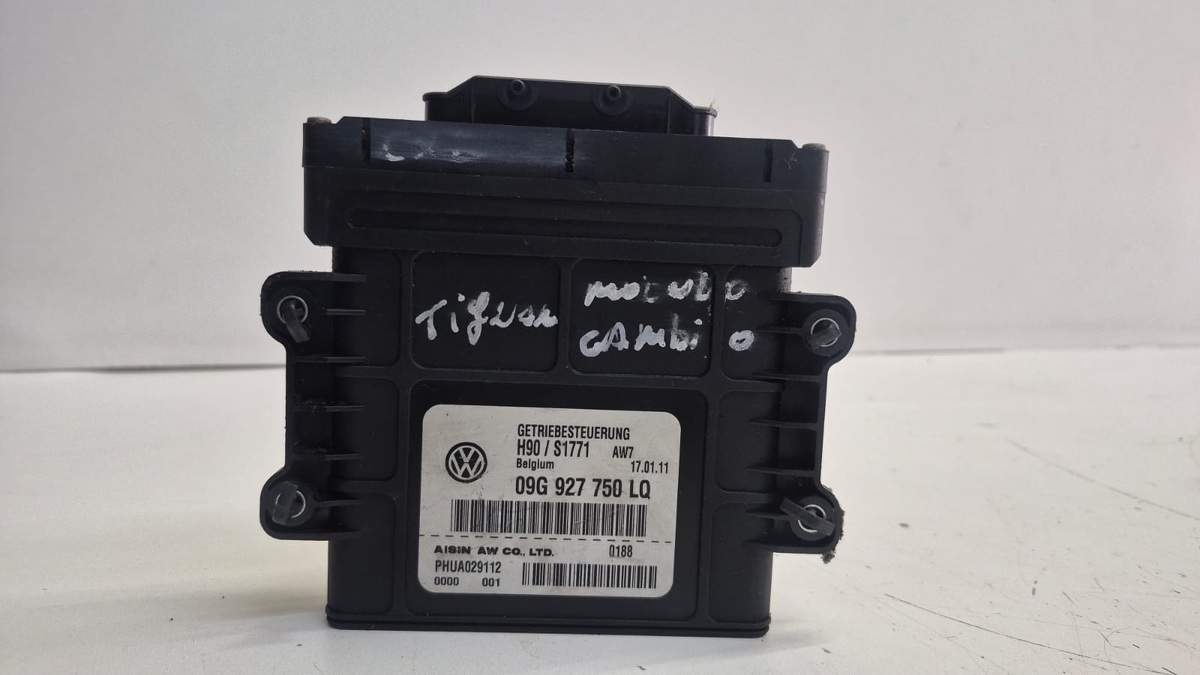 Tiguan
MODULO
CAMBIO
GETRIEBESTEUERUNG
H90 / S1771 AW7
Belgium 17.01.11
09G 927 750 LQ
AISIN AW CO., LTD. 0188
PHUA029112
0000 001